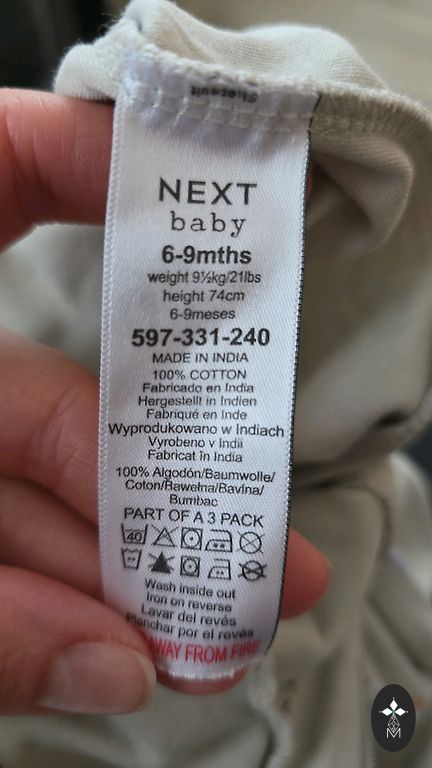 Sleepsuit
NEXT
baby
6-9mths
weight 9½kg/21lbs
height 74cm
6-9meses
597-331-240
MADE IN INDIA
100% COTTON
Fabricado en India
Hergestellt in Indien
Fabriqué en Inde
Wyprodukowano w Indiach
Vyrobeno v Indii
Fabricat în India
100% Algodón/Baumwolle/
Coton/Bawełna/Bavlna/
Bumbac
PART OF A 3 PACK
40
Wash inside out
Iron on reverse
Lavar del revés
Planchar por el revés
AWAY FROM FIRE
M